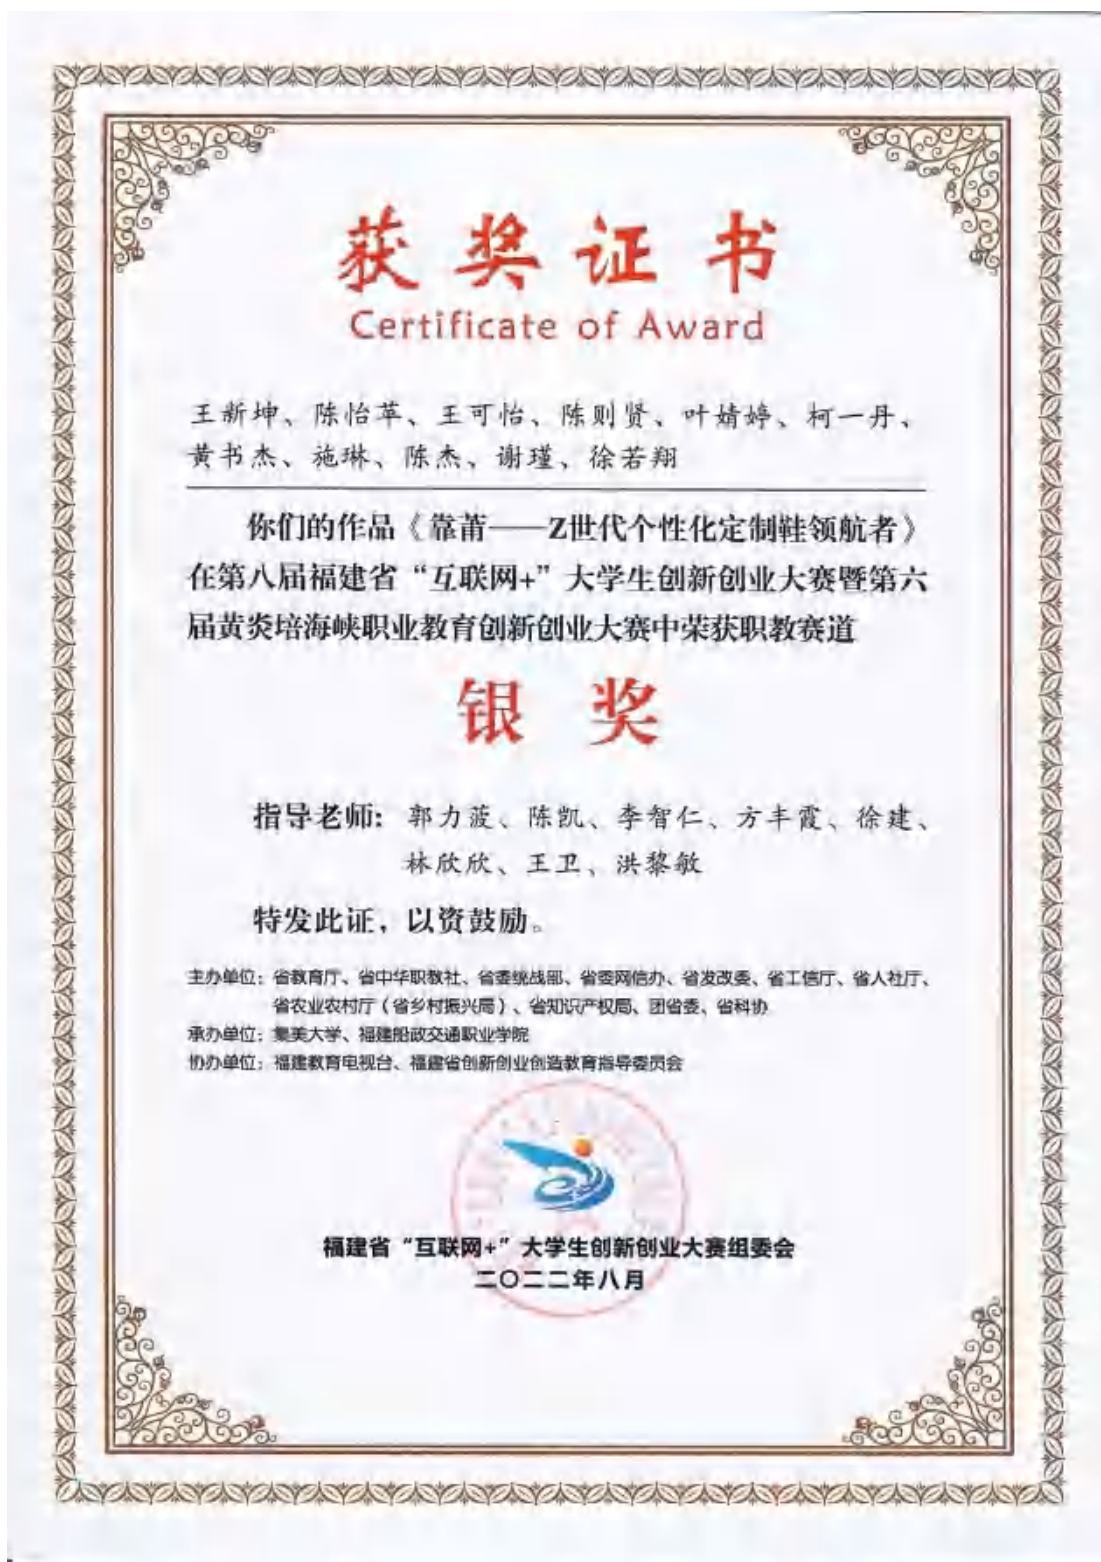 获奖证书
Certificate of Award
王新坤、陈怡苹、王可怡、陈则贤、叶婧婷、柯一丹、
黄书杰、施琳、陈杰、谢瑾、徐若翔
你们的作品《靠莆——Z世代个性化定制鞋领航者》
在第八届福建省“互联网+”大学生创新创业大赛暨第六
届黄炎培海峡职业教育创新创业大赛中荣获职教赛道
银奖
指导老师：郭力菠、陈凯、李智仁、方丰霞、徐建、
林欣欣、王卫、洪黎敏
特发此证，以资鼓励。
主办单位：省教育厅、省中华职教社、省委统战部、省委网信办、省发改委、省工信厅、省人社厅、
省农业农村厅（省乡村振兴局）、省知识产权局、团省委、省科协
承办单位：集美大学、福建船政交通职业学院
协办单位：福建教育电视台、福建省创新创业创造教育指导委员会
福建省“互联网+”大学生创新创业大赛组委会
二〇二二年八月